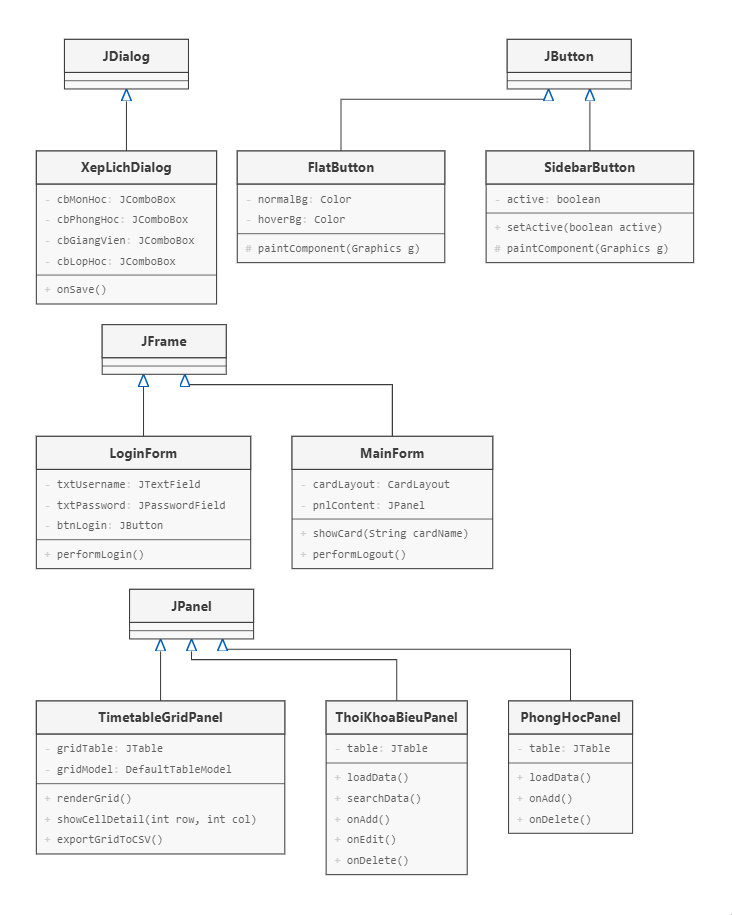 JDialog
JButton
XepLichDialog
- cbMonHoc: JComboBox
- cbPhongHoc: JComboBox
- cbGiangVien: JComboBox
- cbLopHoc: JComboBox
+ onSave()
FlatButton
- normalBg: Color
- hoverBg: Color
# paintComponent(Graphics g)
SidebarButton
- active: boolean
+ setActive(boolean active)
# paintComponent(Graphics g)
JFrame
LoginForm
- txtUsername: JTextField
- txtPassword: JPasswordField
- btnLogin: JButton
+ performLogin()
MainForm
- cardLayout: CardLayout
- pnlContent: JPanel
+ showCard(String cardName)
+ performLogout()
JPanel
TimetableGridPanel
- gridTable: JTable
- gridModel: DefaultTableModel
+ renderGrid()
+ showCellDetail(int row, int col)
+ exportGridToCSV()
ThoiKhoaBieuPanel
- table: JTable
+ loadData()
+ searchData()
+ onAdd()
+ onEdit()
+ onDelete()
PhongHocPanel
- table: JTable
+ loadData()
+ onAdd()
+ onDelete()